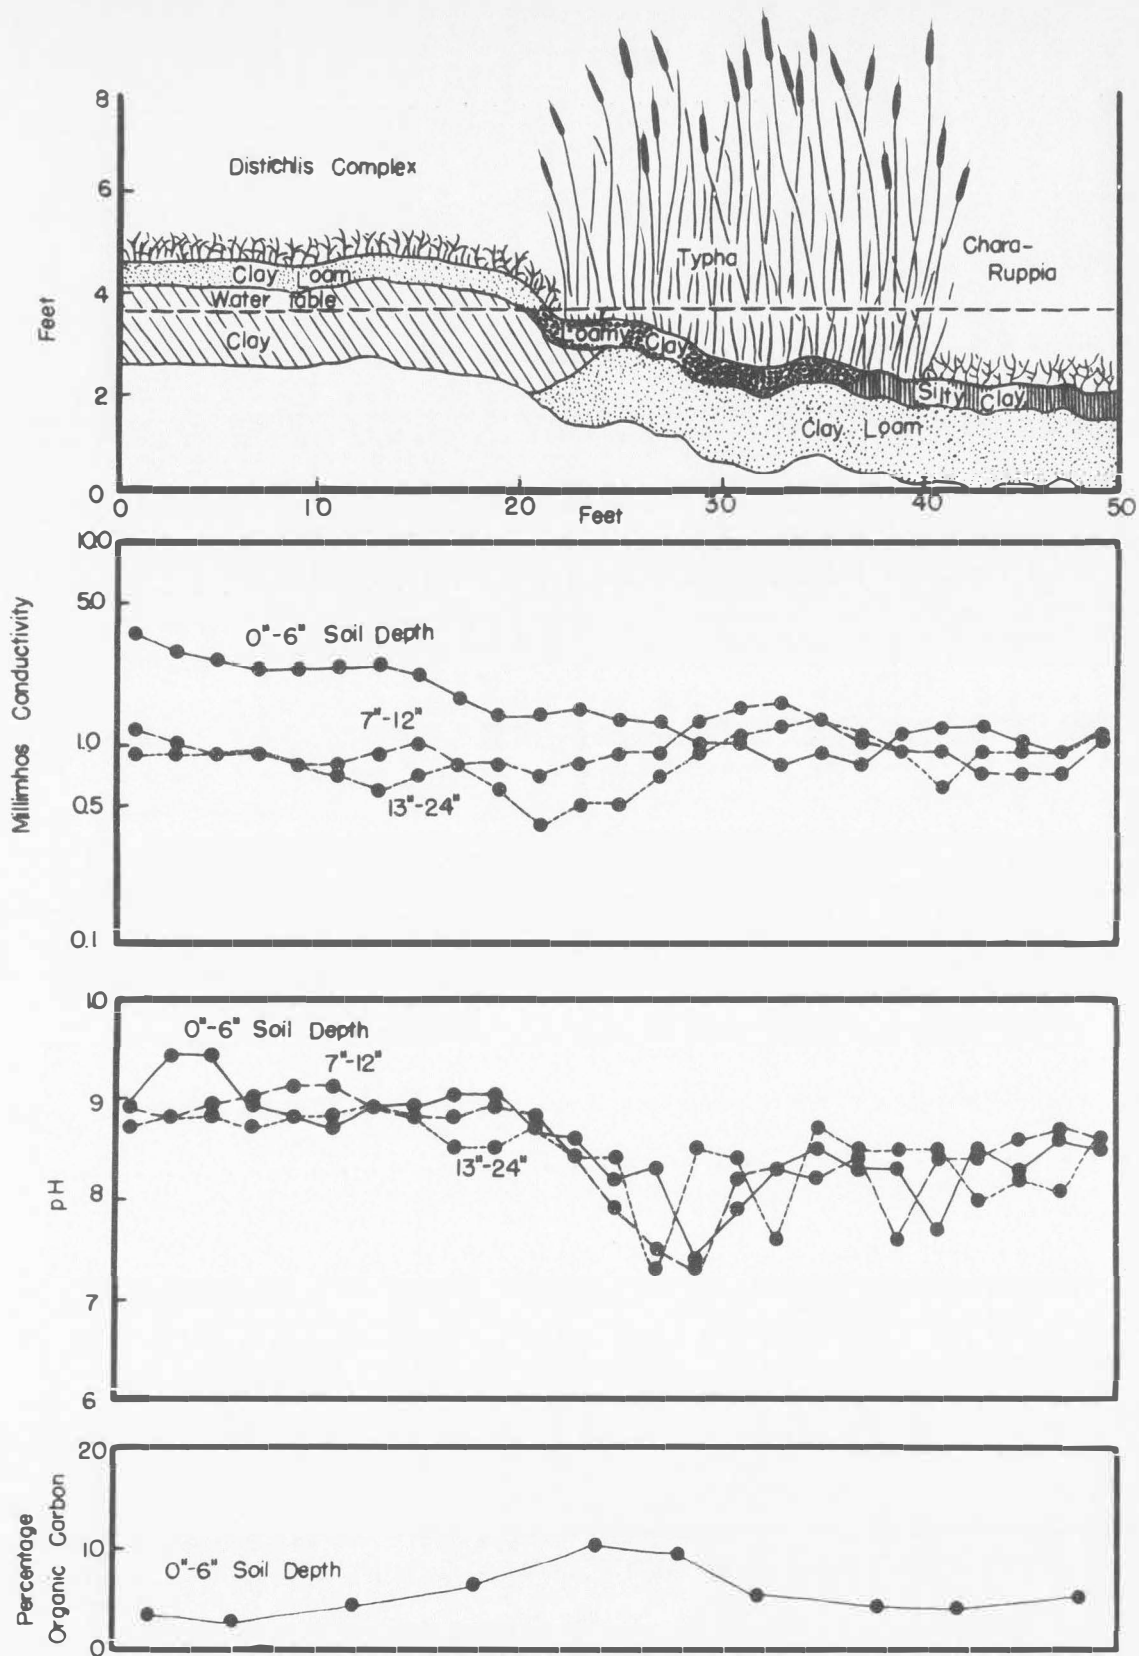 8
Distichlis Complex
6
Typha
Chara-
Ruppia
Clay Loam
4
Water Table
Feet
Clay
Loamy Clay
2
Silty Clay
Clay Loam
0
0 10 20 30 40 50
Feet
10.0
5.0
0"-6" Soil Depth
7"-12"
1.0
Millimhos Conductivity
13"-24"
0.5
0.1
10
0"-6" Soil Depth
7"-12"
9
13"-24"
pH
8
7
6
20
Percentage
Organic Carbon
10
0"-6" Soil Depth
0